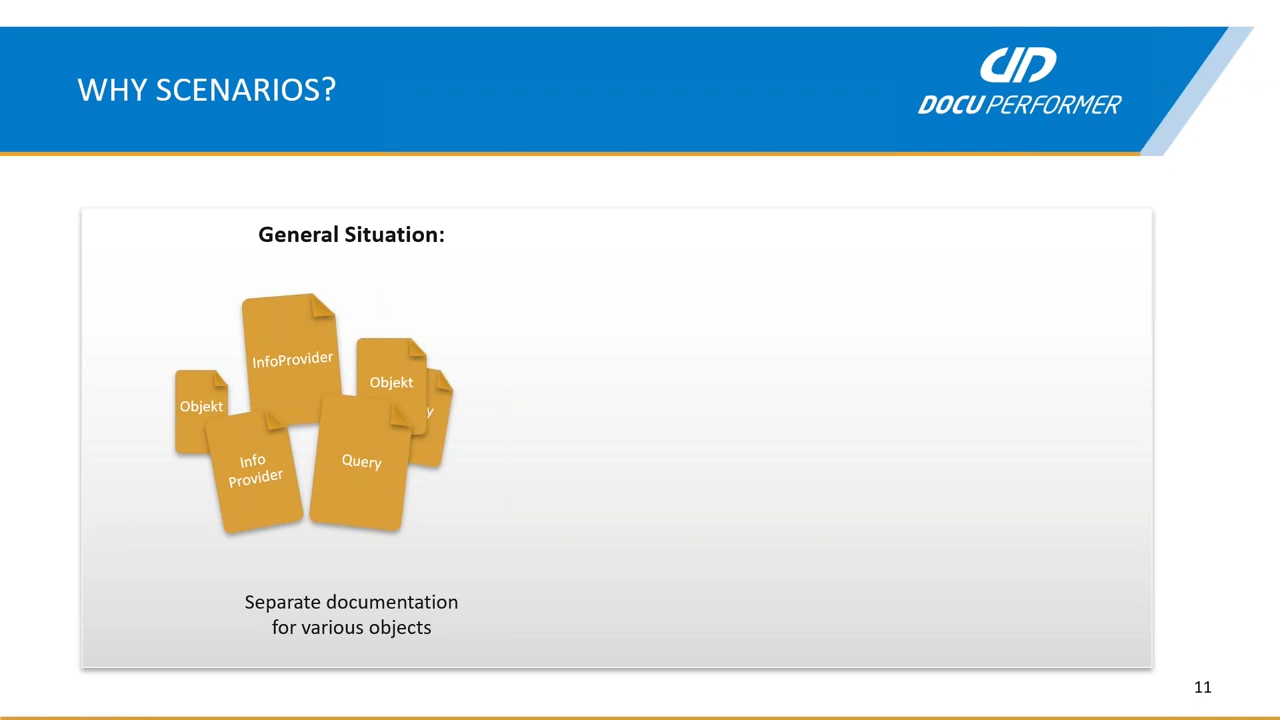 WHY SCENARIOS?
DOCU PERFORMER
General Situation:
InfoProvider
Objekt
Objekt
y
Info
Provider
Query
Separate documentation
for various objects
11